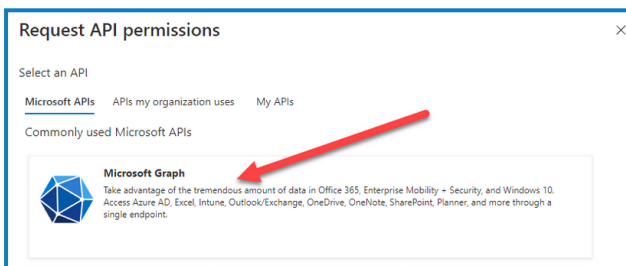 Request API permissions
Select an API
Microsoft APIs APIs my organization uses My APIs
Commonly used Microsoft APIs
Microsoft Graph
Take advantage of the tremendous amount of data in Office 365, Enterprise Mobility + Security, and Windows 10.
Access Azure AD, Excel, Intune, Outlook/Exchange, OneDrive, OneNote, SharePoint, Planner, and more through a
single endpoint.